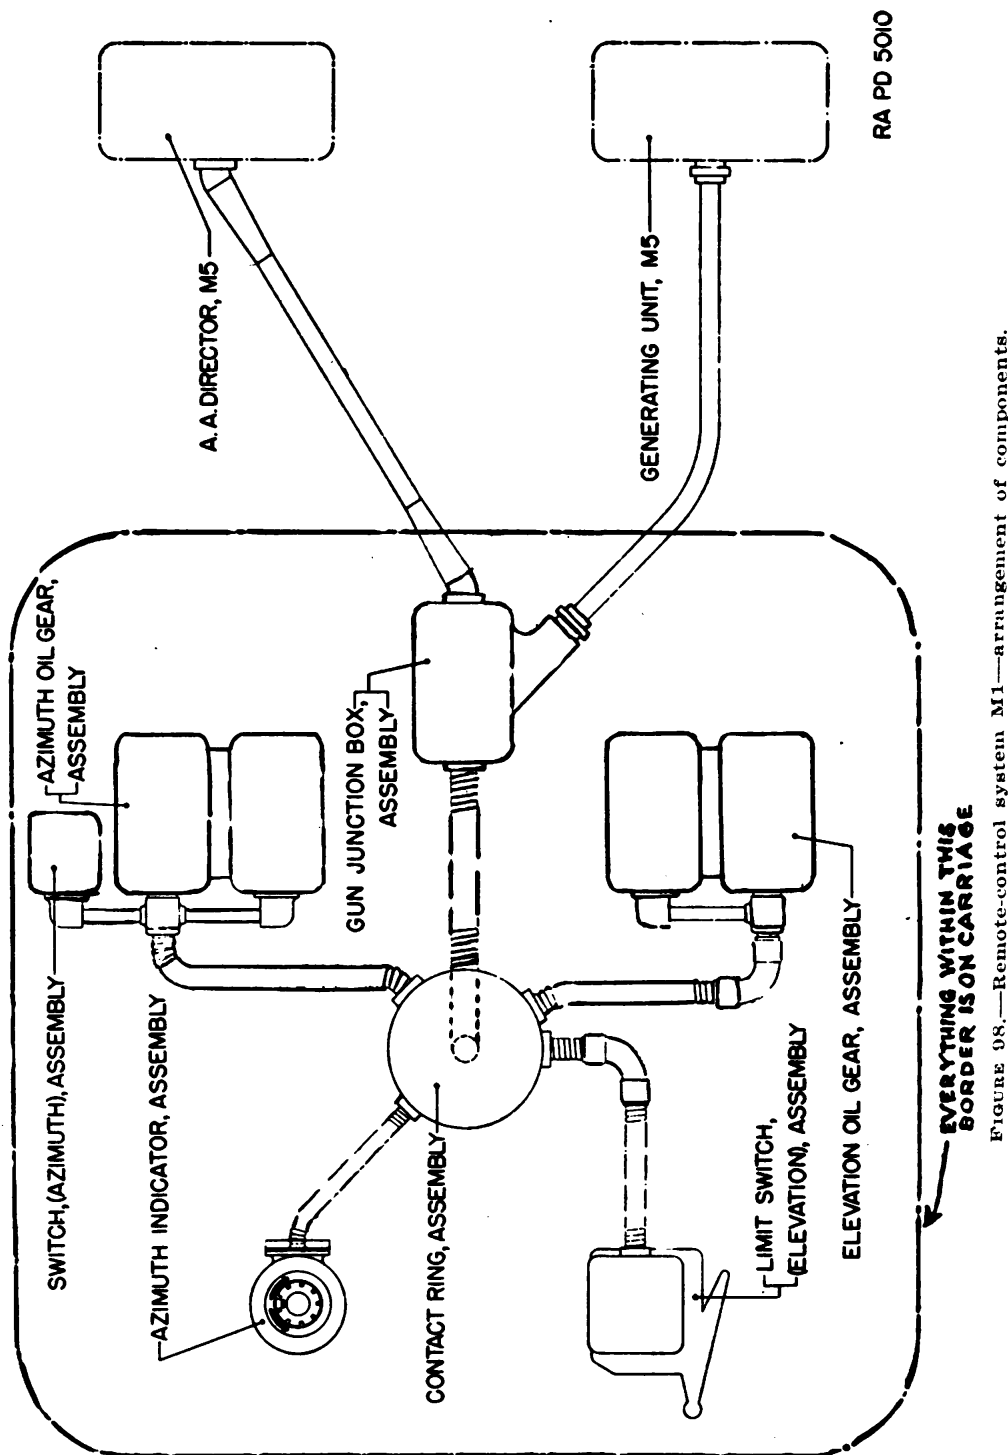 SWITCH,(AZIMUTH), ASSEMBLY
AZIMUTH OIL GEAR,
ASSEMBLY
AZIMUTH INDICATOR, ASSEMBLY
A.A.DIRECTOR, M5
GUN JUNCTION BOX,
ASSEMBLY
CONTACT RING, ASSEMBLY
GENERATING UNIT, M5
LIMIT SWITCH,
(ELEVATION), ASSEMBLY
ELEVATION OIL GEAR, ASSEMBLY
RA PD 5010
EVERYTHING WITHIN THIS
BORDER IS ON CARRIAGE
FIGURE 98.—Remote-control system M1—arrangement of components.